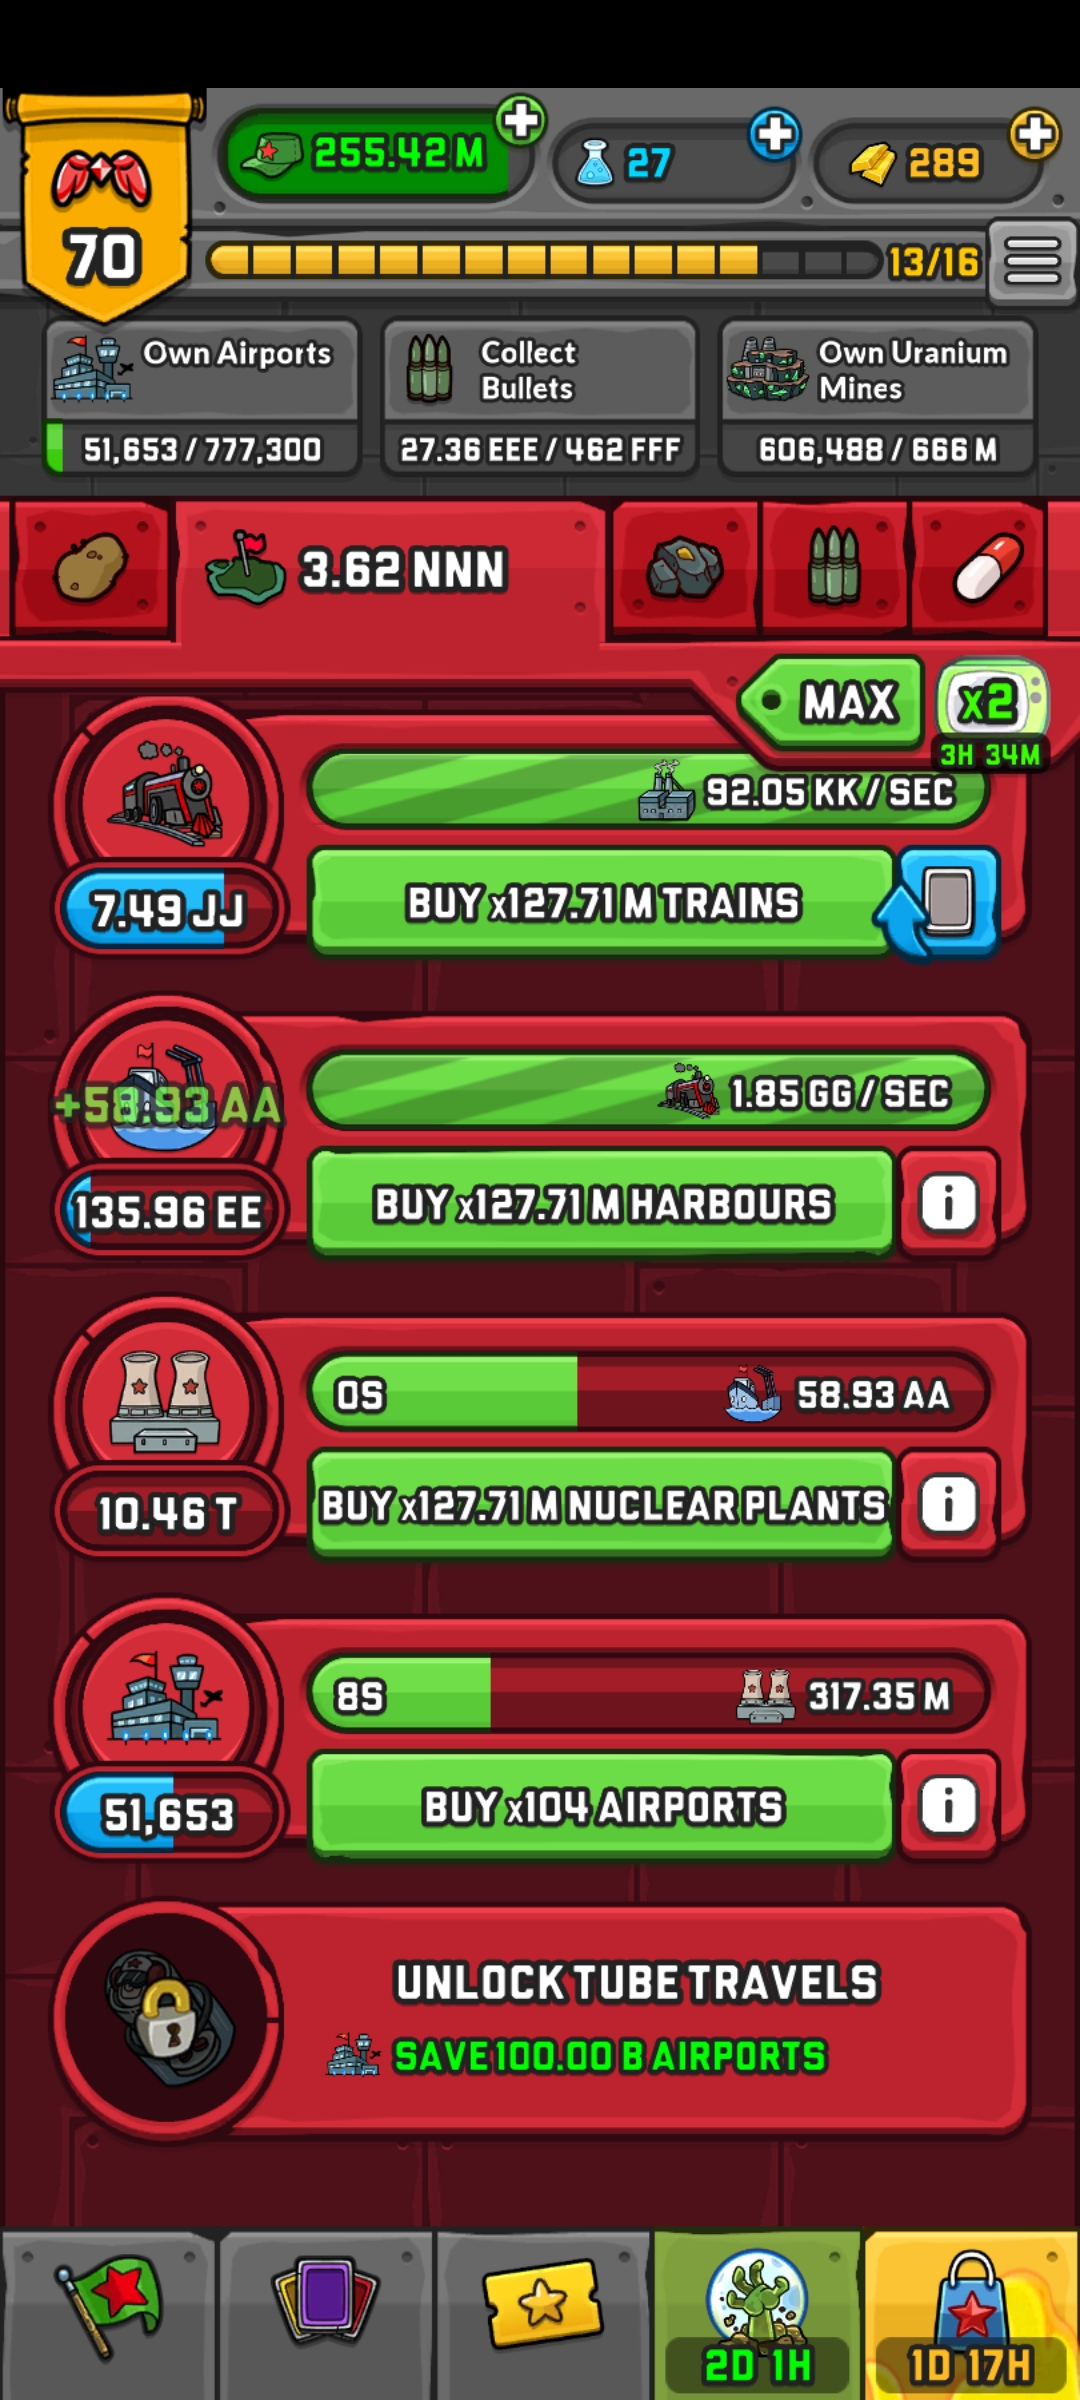 255.42 M
27
289
70
13/16
Own Airports
51,653 / 777,300
Collect
Bullets
27.36 EEE / 462 FFF
Own Uranium
Mines
606,488 / 666 M
3.62 NNN
MAX
x2
3H 34M
92.05 KK / SEC
7.49 JJ
BUY x127.71 M TRAINS
+58.93 AA
1.85 GG / SEC
135.96 EE
BUY x127.71 M HARBOURS
i
0S
58.93 AA
10.46 T
BUY x127.71 M NUCLEAR PLANTS
i
8S
317.35 M
51,653
BUY x104 AIRPORTS
i
UNLOCK TUBE TRAVELS
SAVE 100.00 B AIRPORTS
2D 1H
1D 17H